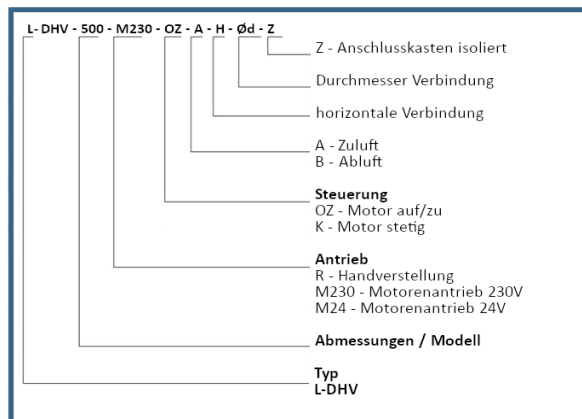 L-DHV - 500 - M230 - OZ - A - H - Ød - Z
Z - Anschlusskasten isoliert
Durchmesser Verbindung
horizontale Verbindung
A - Zuluft
B - Abluft
Steuerung
OZ - Motor auf/zu
K - Motor stetig
Antrieb
R - Handverstellung
M230 - Motorenantrieb 230V
M24 - Motorenantrieb 24V
Abmessungen / Modell
Typ
L-DHV